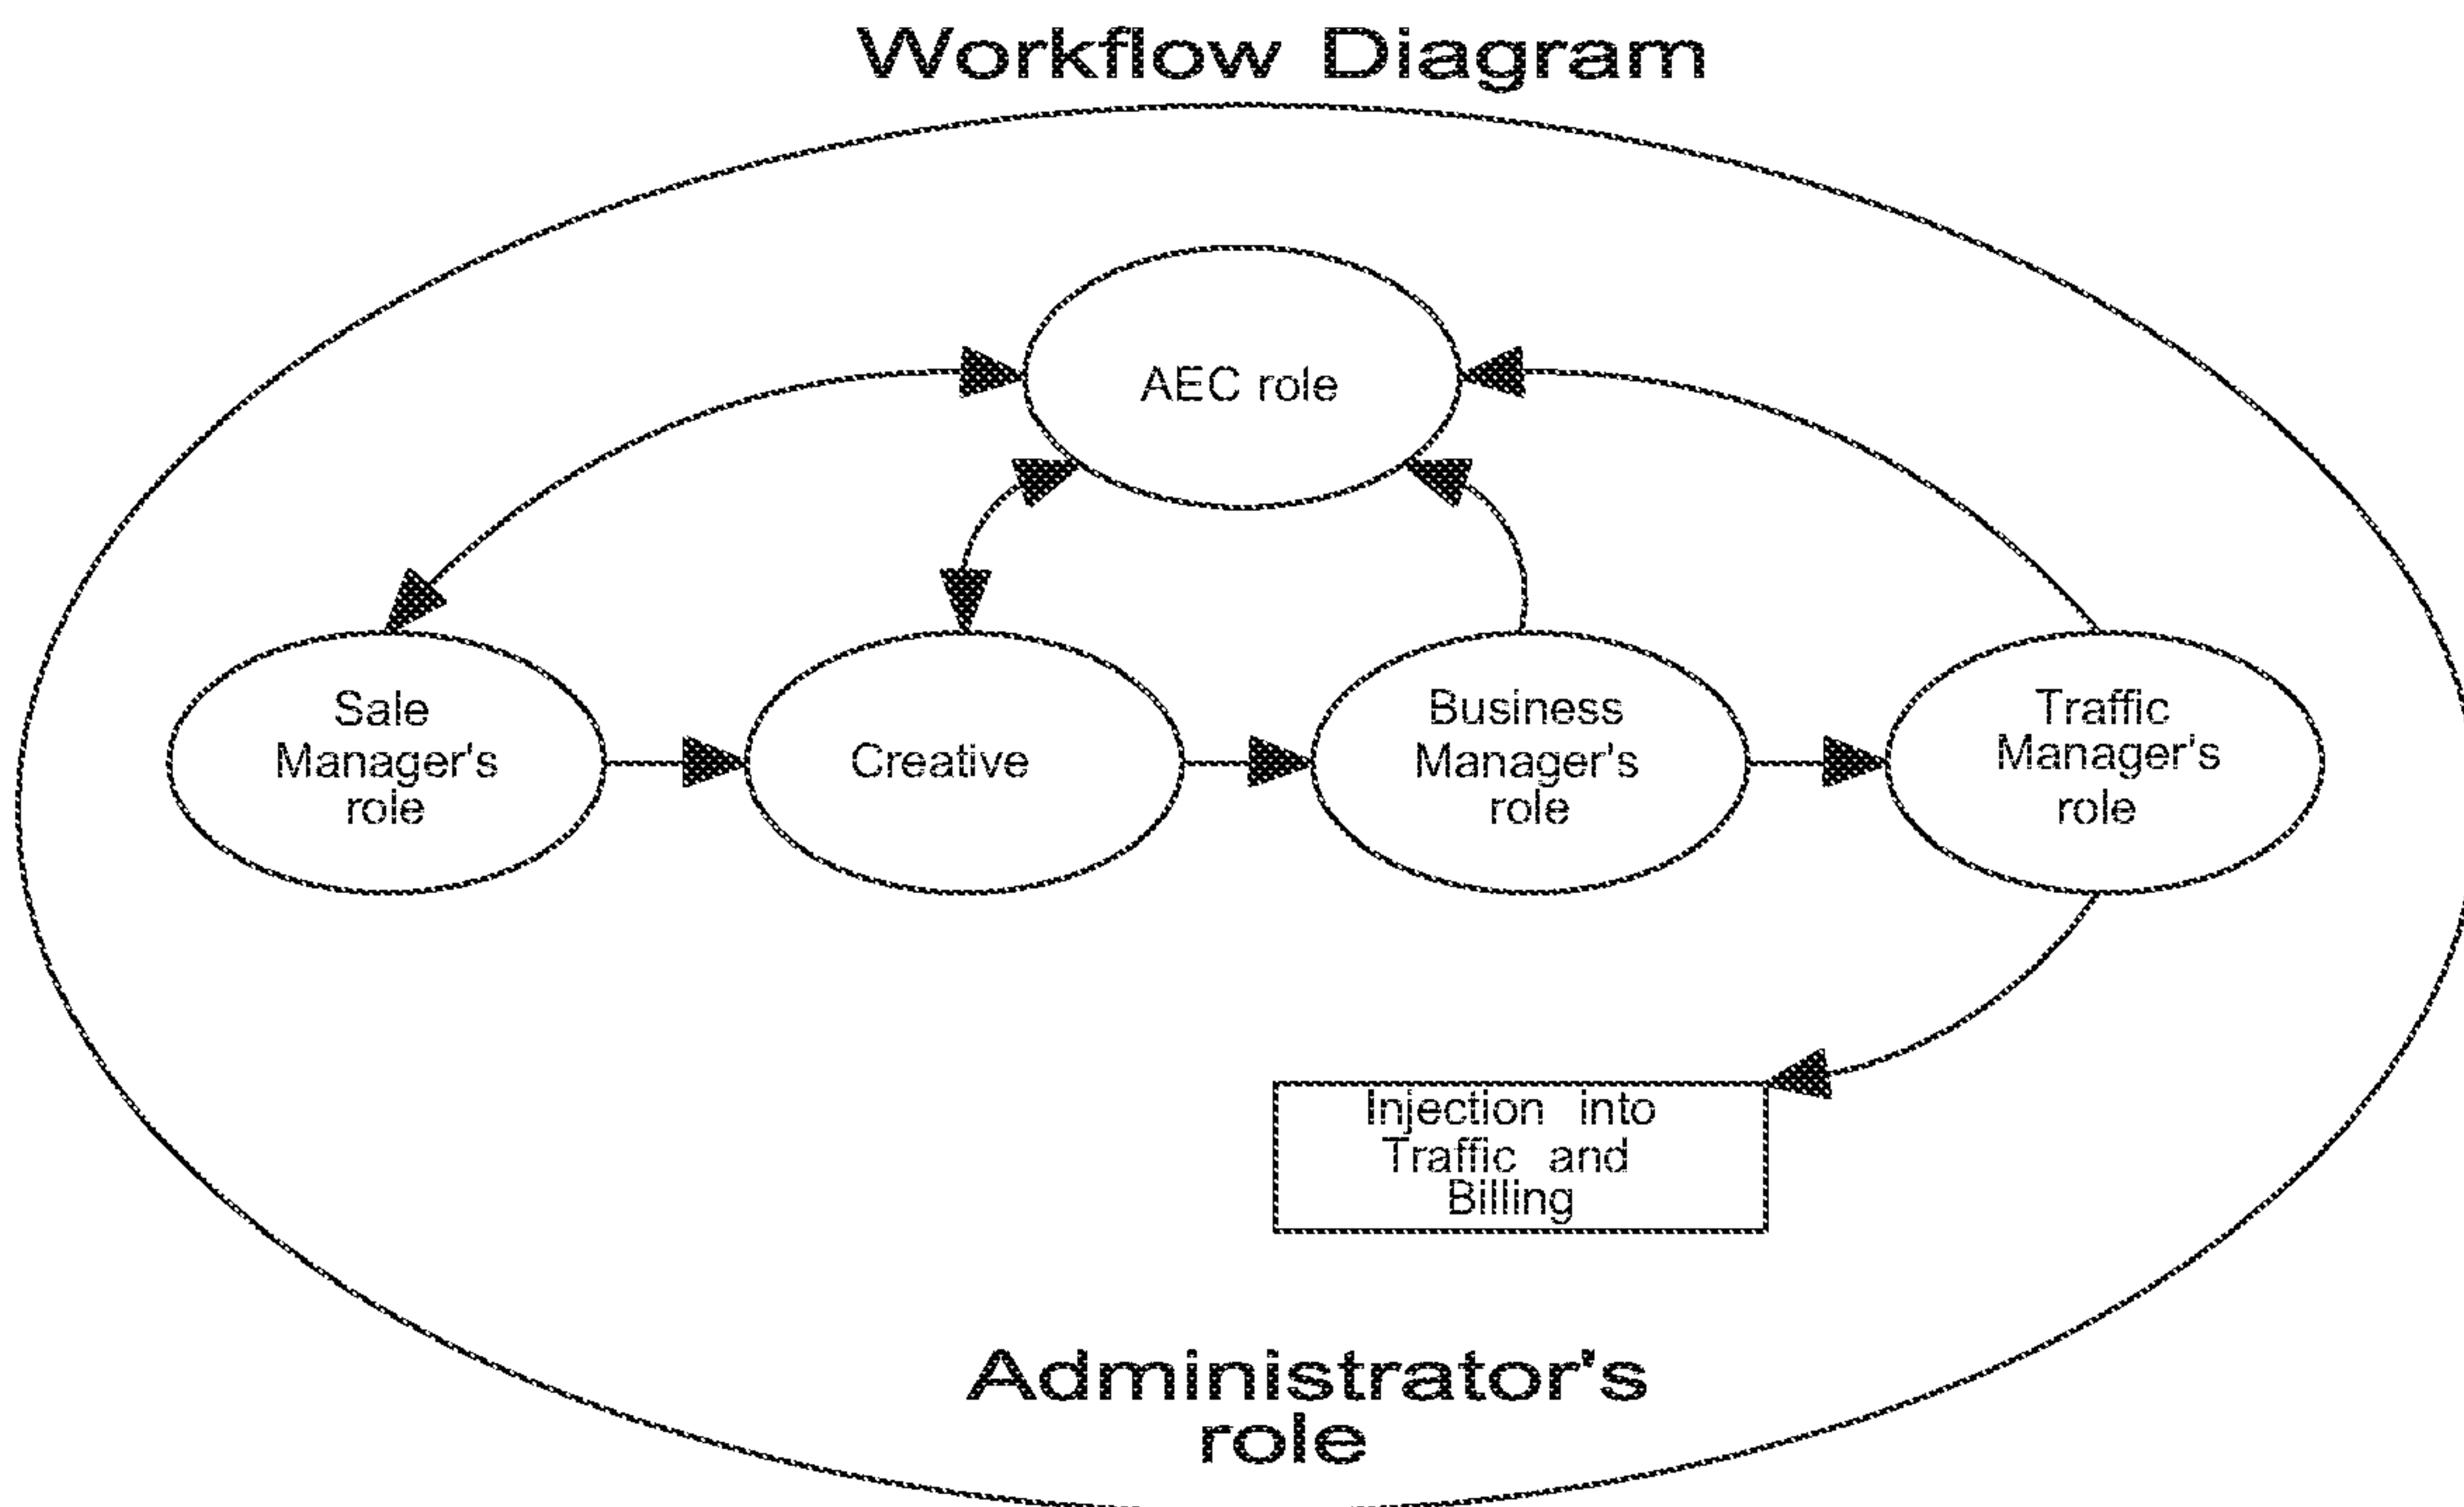 Workflow Diagram
AEC role
Sale
Manager's
role
Creative
Business
Manager's
role
Traffic
Manager's
role
Injection into
Traffic and
Billing
Administrator's
role